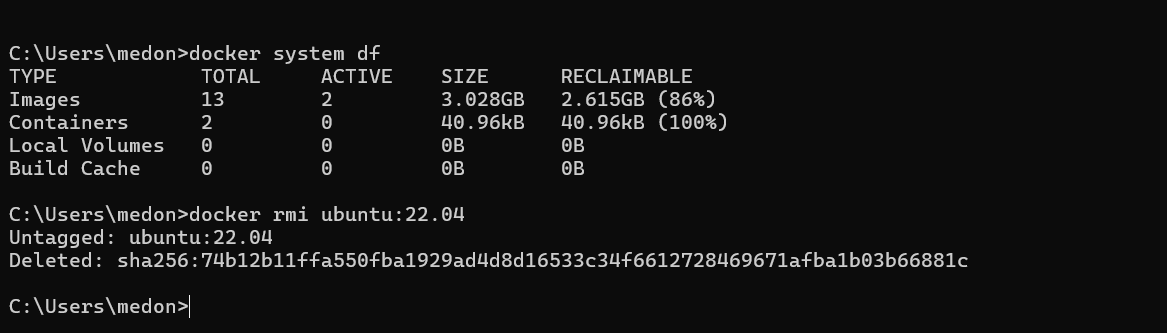 C:\Users\medon>docker system df
TYPE            TOTAL     ACTIVE    SIZE      RECLAIMABLE
Images          13        2         3.028GB   2.615GB (86%)
Containers      2         0         40.96kB   40.96kB (100%)
Local Volumes   0         0         0B        0B
Build Cache     0         0         0B        0B
C:\Users\medon>docker rmi ubuntu:22.04
Untagged: ubuntu:22.04
Deleted: sha256:74b12b11ffa550fba1929ad4d8d16533c34f6612728469671afba1b03b66881c
C:\Users\medon>